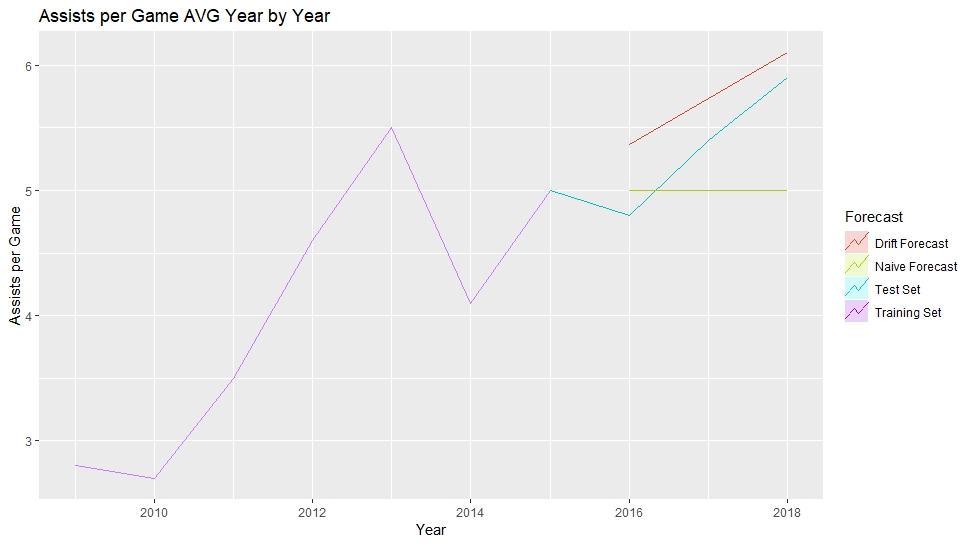 Assists per Game AVG Year by Year
Assists per Game
6
5
4
3
2010 2012 2014 2016 2018
Year
Forecast
Drift Forecast
Naive Forecast
Test Set
Training Set